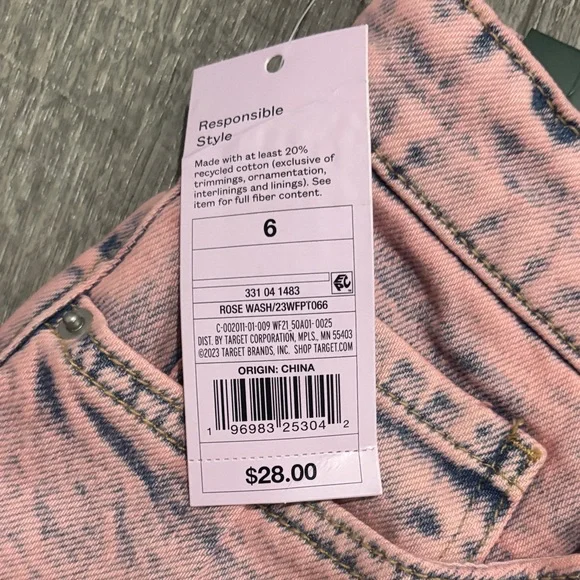 Responsible
Style
Made with at least 20%
recycled cotton (exclusive of
trimmings, ornamentation,
interlinings and linings). See
item for full fiber content.
6
331 04 1483
ROSE WASH/23WFPT066
C-002011-01-009 WF21_50A01-0025
DIST. BY TARGET CORPORATION, MPLS., MN 55403
©2023 TARGET BRANDS, INC. SHOP TARGET.COM
ORIGIN: CHINA
1 96983 25304 2
$28.00